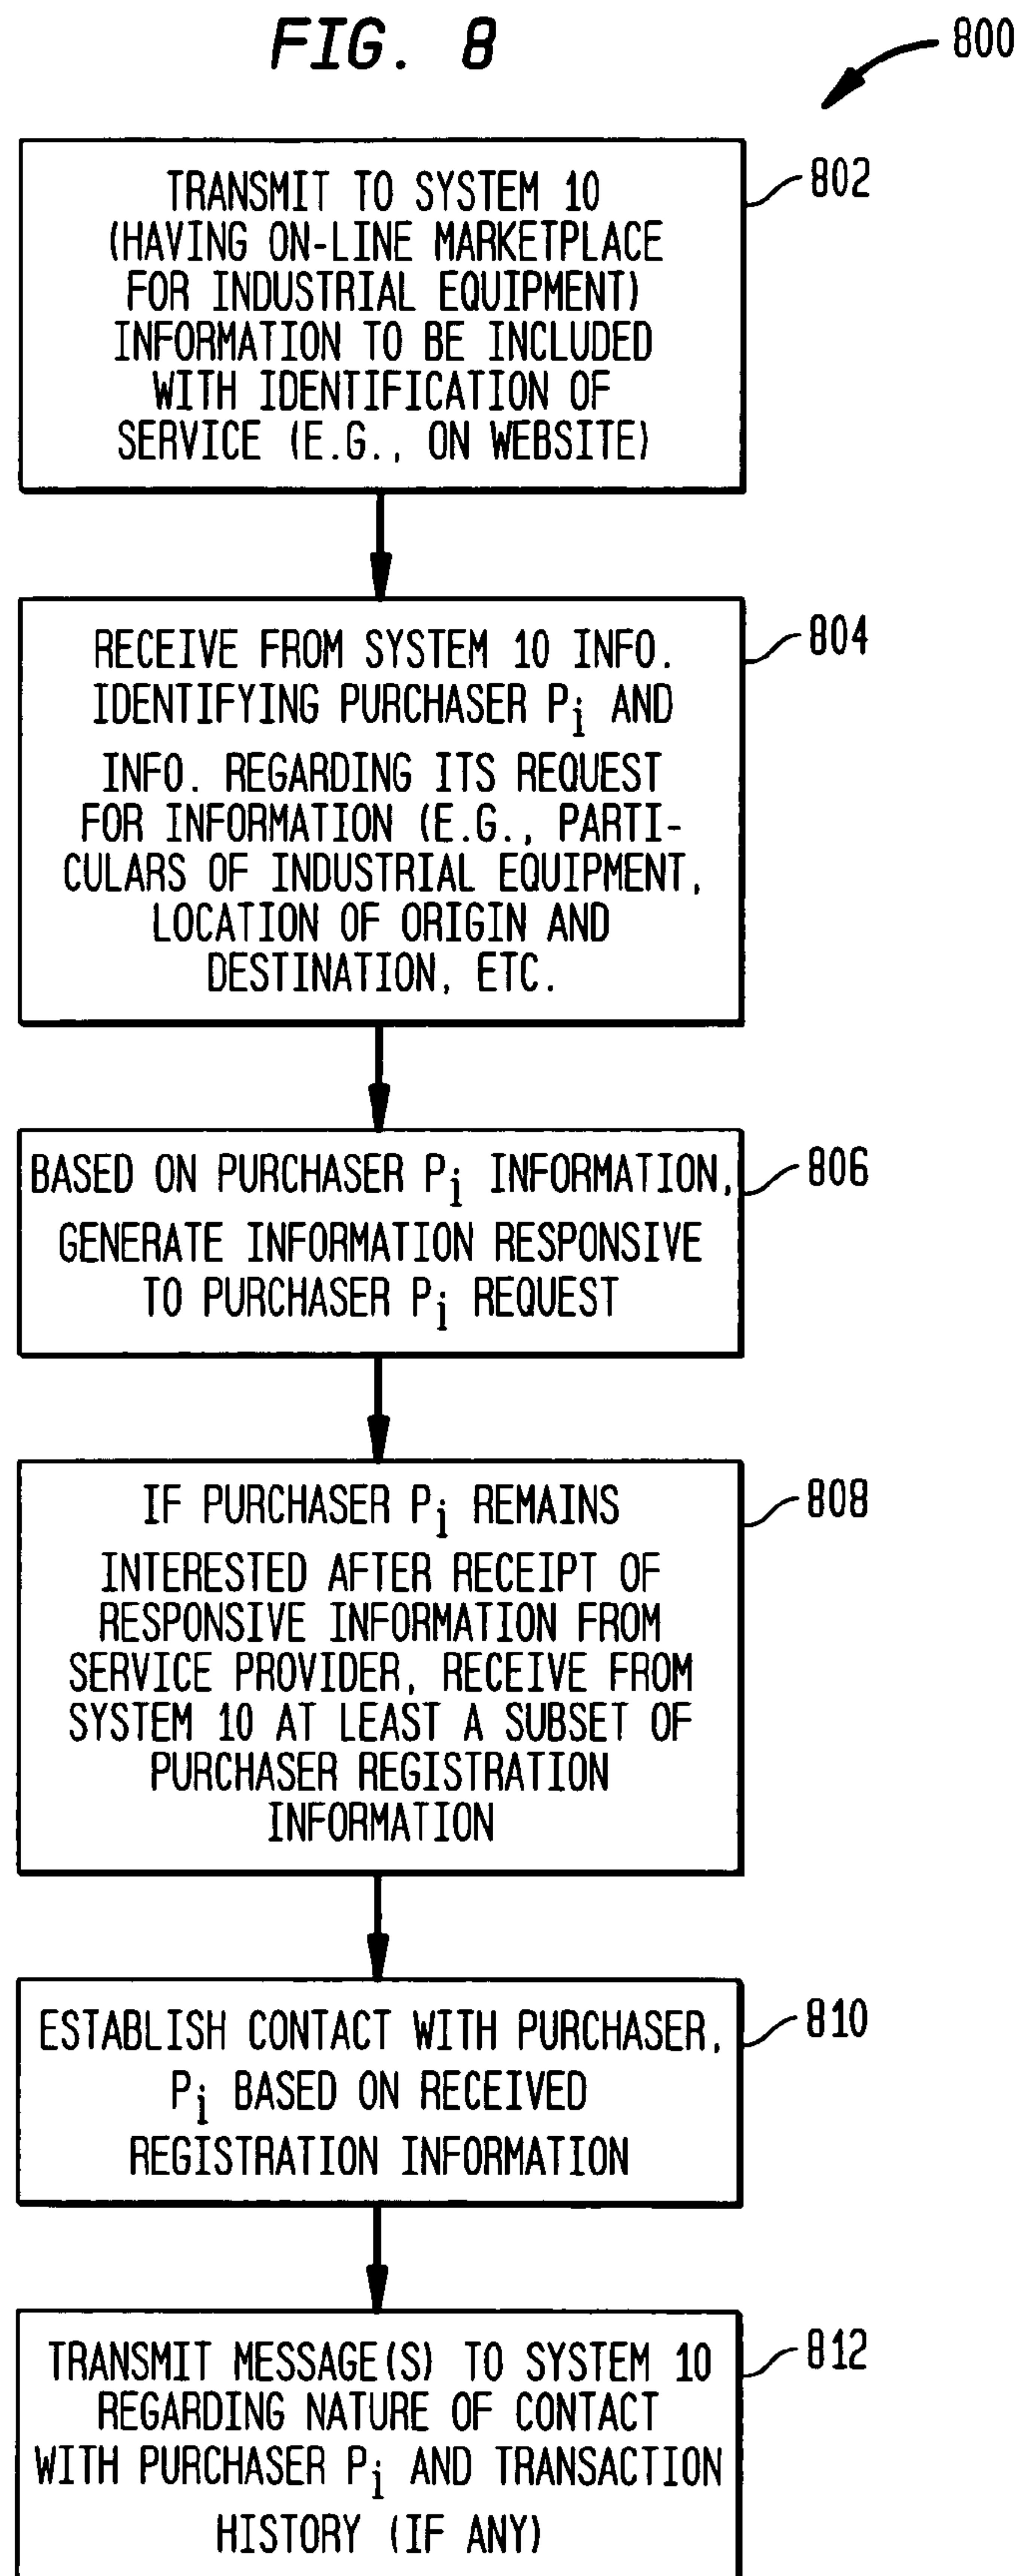 FIG. 8
800
802
TRANSMIT TO SYSTEM 10
(HAVING ON-LINE MARKETPLACE
FOR INDUSTRIAL EQUIPMENT)
INFORMATION TO BE INCLUDED
WITH IDENTIFICATION OF
SERVICE (E.G., ON WEBSITE)
804
RECEIVE FROM SYSTEM 10 INFO.
IDENTIFYING PURCHASER Pi AND
INFO. REGARDING ITS REQUEST
FOR INFORMATION (E.G., PARTI-
CULARS OF INDUSTRIAL EQUIPMENT,
LOCATION OF ORIGIN AND
DESTINATION, ETC.
806
BASED ON PURCHASER Pi INFORMATION,
GENERATE INFORMATION RESPONSIVE
TO PURCHASER Pi REQUEST
808
IF PURCHASER Pi REMAINS
INTERESTED AFTER RECEIPT OF
RESPONSIVE INFORMATION FROM
SERVICE PROVIDER, RECEIVE FROM
SYSTEM 10 AT LEAST A SUBSET OF
PURCHASER REGISTRATION
INFORMATION
810
ESTABLISH CONTACT WITH PURCHASER,
Pi BASED ON RECEIVED
REGISTRATION INFORMATION
812
TRANSMIT MESSAGE(S) TO SYSTEM 10
REGARDING NATURE OF CONTACT
WITH PURCHASER Pi AND TRANSACTION
HISTORY (IF ANY)